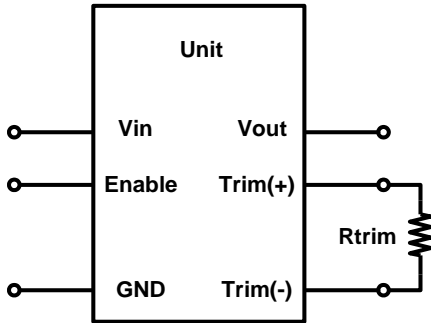 Unit
Vin Vout
Enable Trim(+)
Rtrim
GND Trim(-)